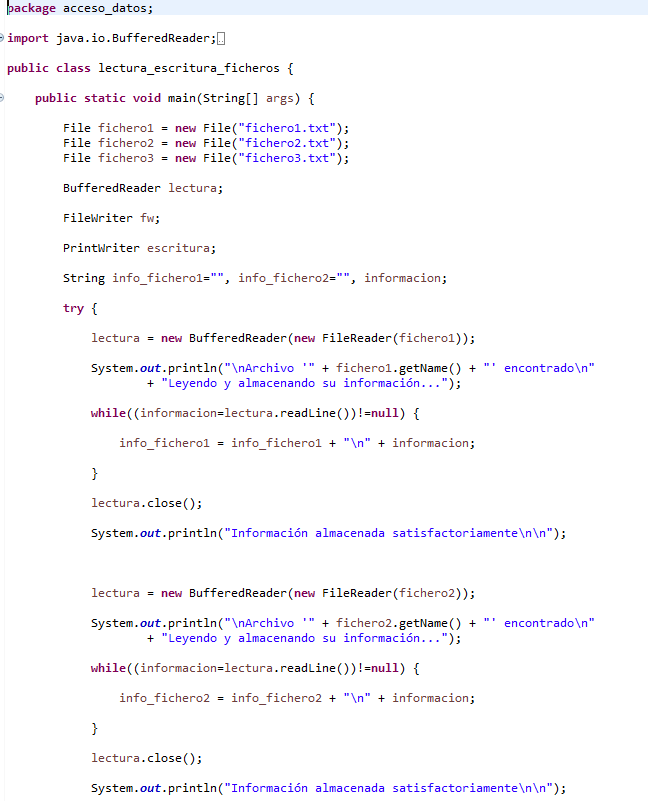 package acceso_datos;
import java.io.BufferedReader;
public class lectura_escritura_ficheros {
public static void main(String[] args) {
File fichero1 = new File("fichero1.txt");
File fichero2 = new File("fichero2.txt");
File fichero3 = new File("fichero3.txt");
BufferedReader lectura;
FileWriter fw;
PrintWriter escritura;
String info_fichero1="", info_fichero2="", informacion;
try {
lectura = new BufferedReader(new FileReader(fichero1));
System.out.println("\nArchivo '" + fichero1.getName() + "' encontrado\n"
+ "Leyendo y almacenando su información...");
while((informacion=lectura.readLine())!=null) {
info_fichero1 = info_fichero1 + "\n" + informacion;
}
lectura.close();
System.out.println("Información almacenada satisfactoriamente\n\n");
lectura = new BufferedReader(new FileReader(fichero2));
System.out.println("\nArchivo '" + fichero2.getName() + "' encontrado\n"
+ "Leyendo y almacenando su información...");
while((informacion=lectura.readLine())!=null) {
info_fichero2 = info_fichero2 + "\n" + informacion;
}
lectura.close();
System.out.println("Información almacenada satisfactoriamente\n\n");